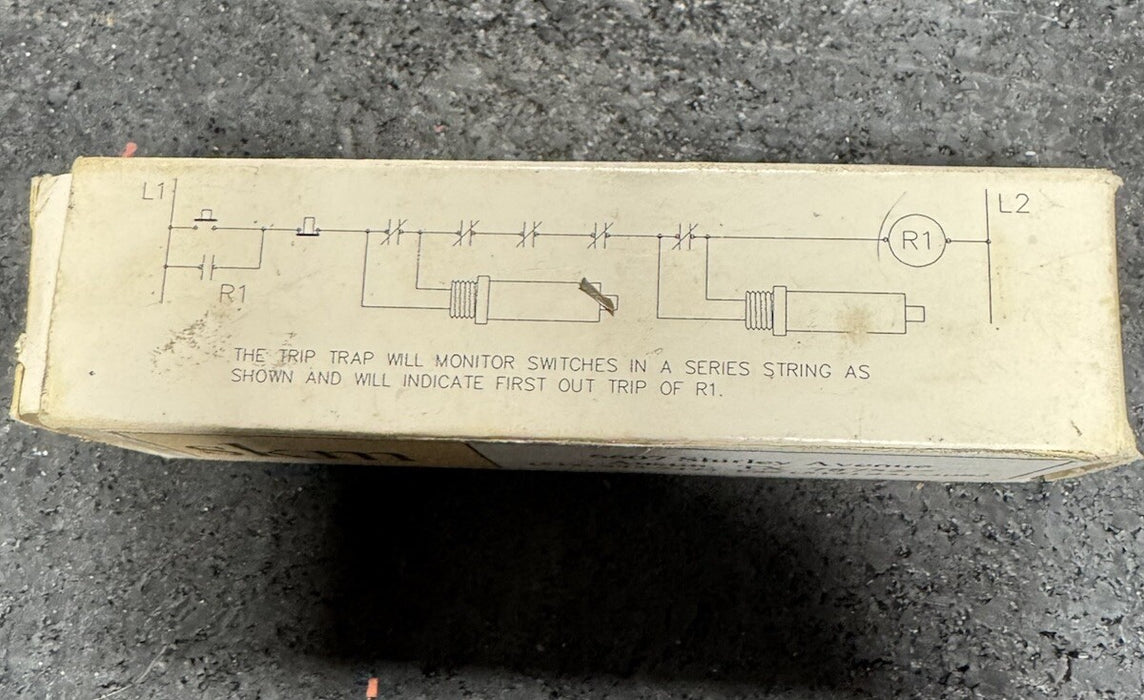 L1
L2
R1
R1
THE TRIP TRAP WILL MONITOR SWITCHES IN A SERIES STRING AS
SHOWN AND WILL INDICATE FIRST OUT TRIP OF R1.
Avenue